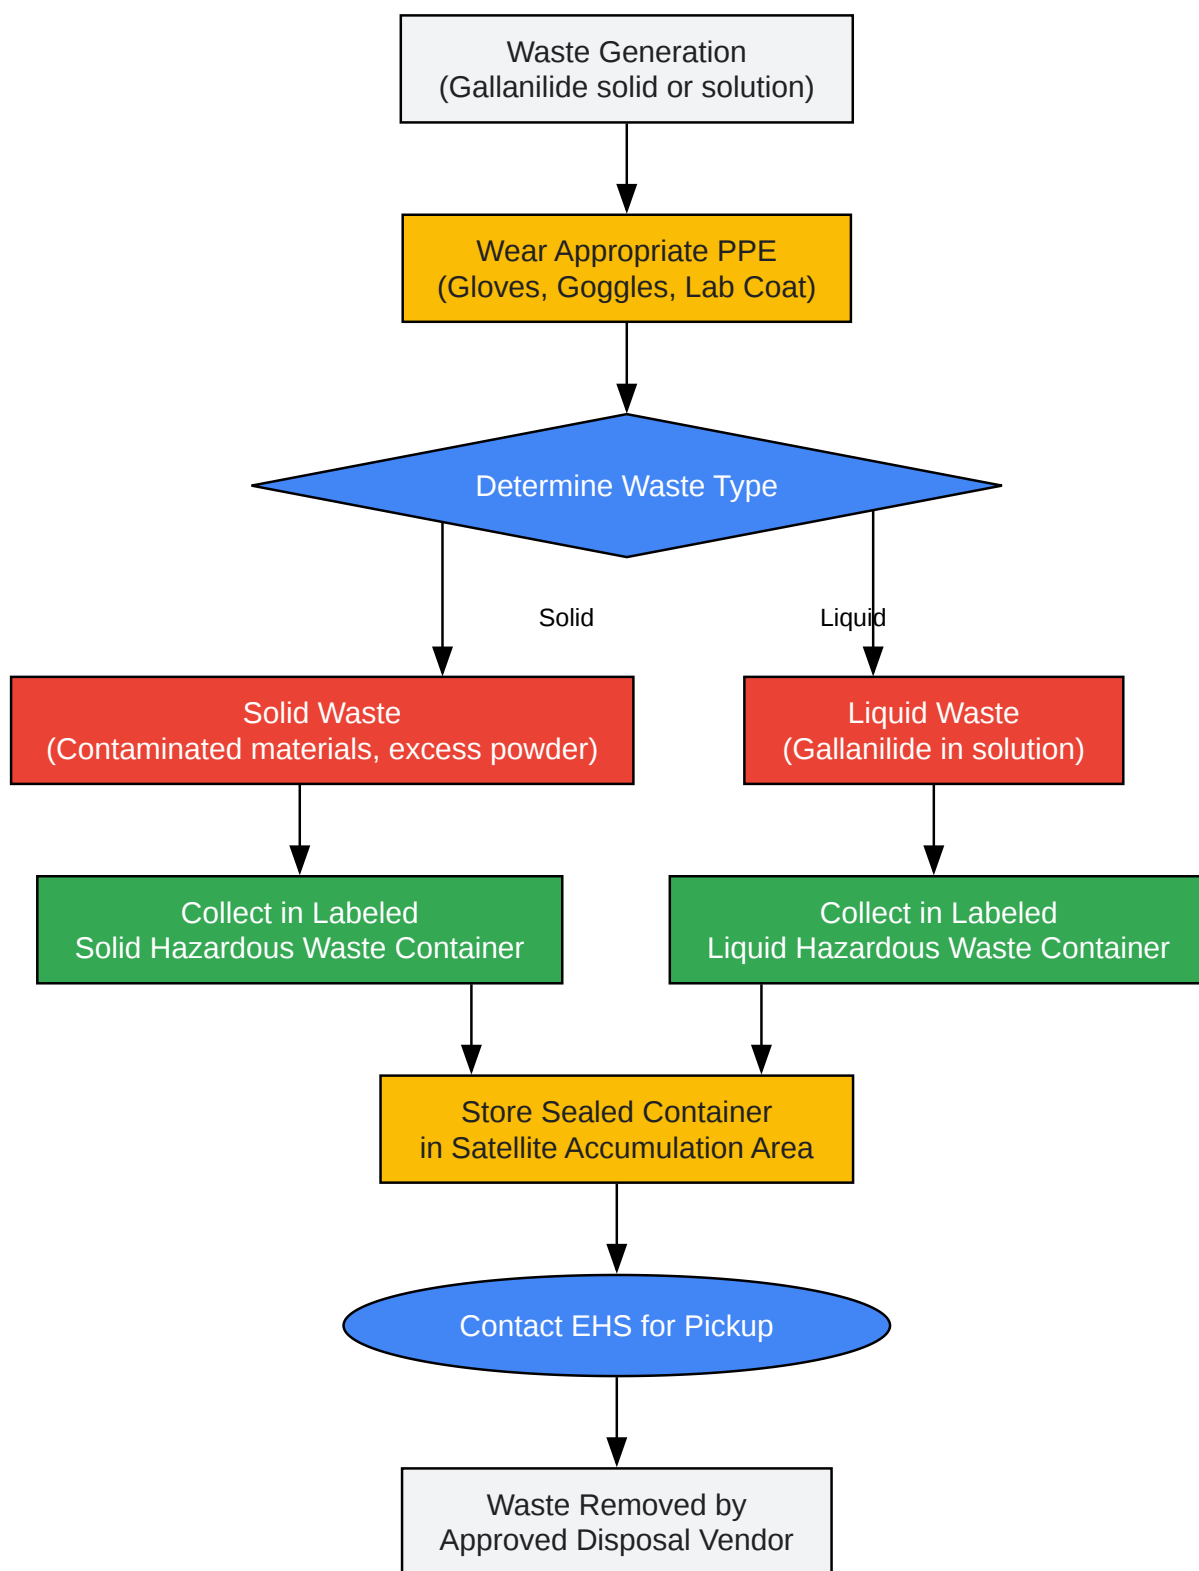 Waste Generation
(Gallanilide solid or solution)
Wear Appropriate PPE
(Gloves, Goggles, Lab Coat)
Determine Waste Type
Solid
Liquid
Solid Waste
(Contaminated materials, excess powder)
Liquid Waste
(Gallanilide in solution)
Collect in Labeled
Solid Hazardous Waste Container
Collect in Labeled
Liquid Hazardous Waste Container
Store Sealed Container
in Satellite Accumulation Area
Contact EHS for Pickup
Waste Removed by
Approved Disposal Vendor